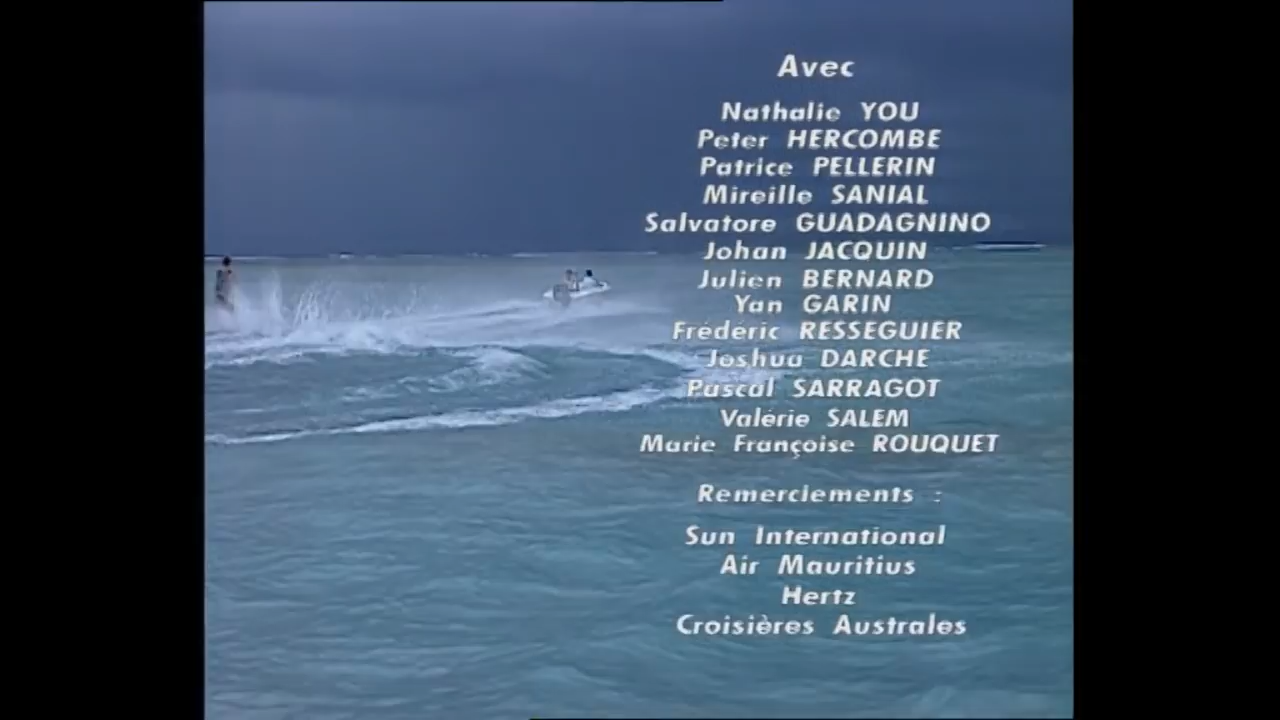 Avec
Nathalie YOU
Peter HERCOMBE
Patrice PELLERIN
Mireille SANIAL
Salvatore GUADAGNINO
Johan JACQUIN
Julien BERNARD
Yan GARIN
Frédéric RESSEGUIER
Joshua DARCHE
Pascal SARRAGOT
Valérie SALEM
Marie Françoise ROUQUET
Remerciements :
Sun International
Air Mauritius
Hertz
Croisières Australes